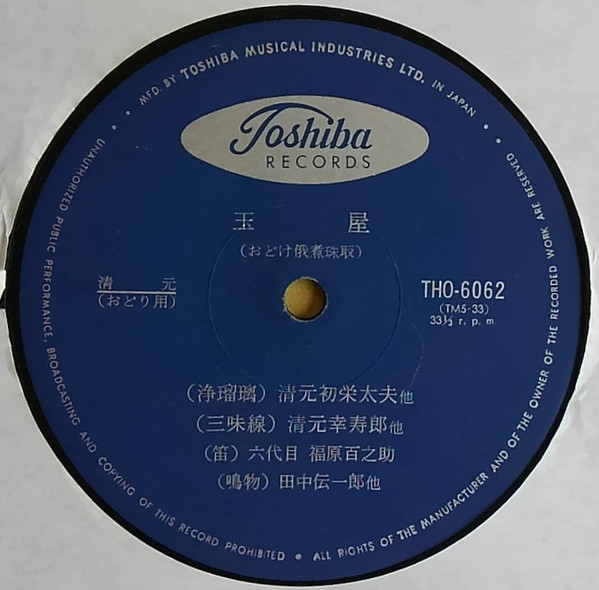 MFD. BY TOSHIBA MUSICAL INDUSTRIES LTD. IN JAPAN
Toshiba
RECORDS
玉屋
(おどけ俄煮珠取)
清元
(おどり用)
THO-6062
(TM5-33)
33⅓ r. p. m.
(浄瑠璃) 清元初栄太夫他
(三味線) 清元幸寿郎他
(笛) 六代目 福原百之助
(鳴物) 田中伝一郎他
UNAUTHORIZED PUBLIC PERFORMANCE, BROADCASTING AND COPYING OF THIS RECORD PROHIBITED • ALL RIGHTS OF THE MANUFACTURER AND OF THE OWNER OF THE RECORDED WORK ARE RESERVED